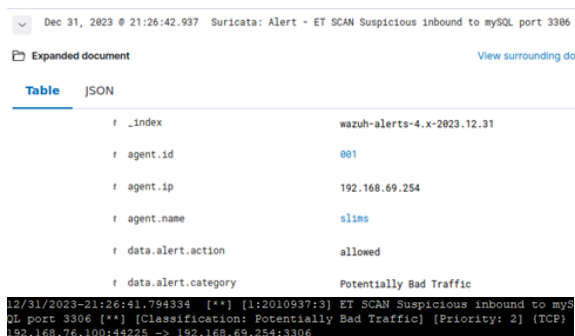 Dec 31, 2023 @ 21:26:42.937 Suricata: Alert - ET SCAN Suspicious inbound to mySQL port 3306
Expanded document View surrounding do
Table JSON
t _index wazuh-alerts-4.x-2023.12.31
t agent.id 001
t agent.ip 192.168.69.254
t agent.name slims
t data.alert.action allowed
t data.alert.category Potentially Bad Traffic
12/31/2023-21:26:41.794334 [**] [1:2010937:3] ET SCAN Suspicious inbound to myS
QL port 3306 [**] [Classification: Potentially Bad Traffic] [Priority: 2] {TCP}
192.168.76.100:44225 -> 192.168.69.254:3306